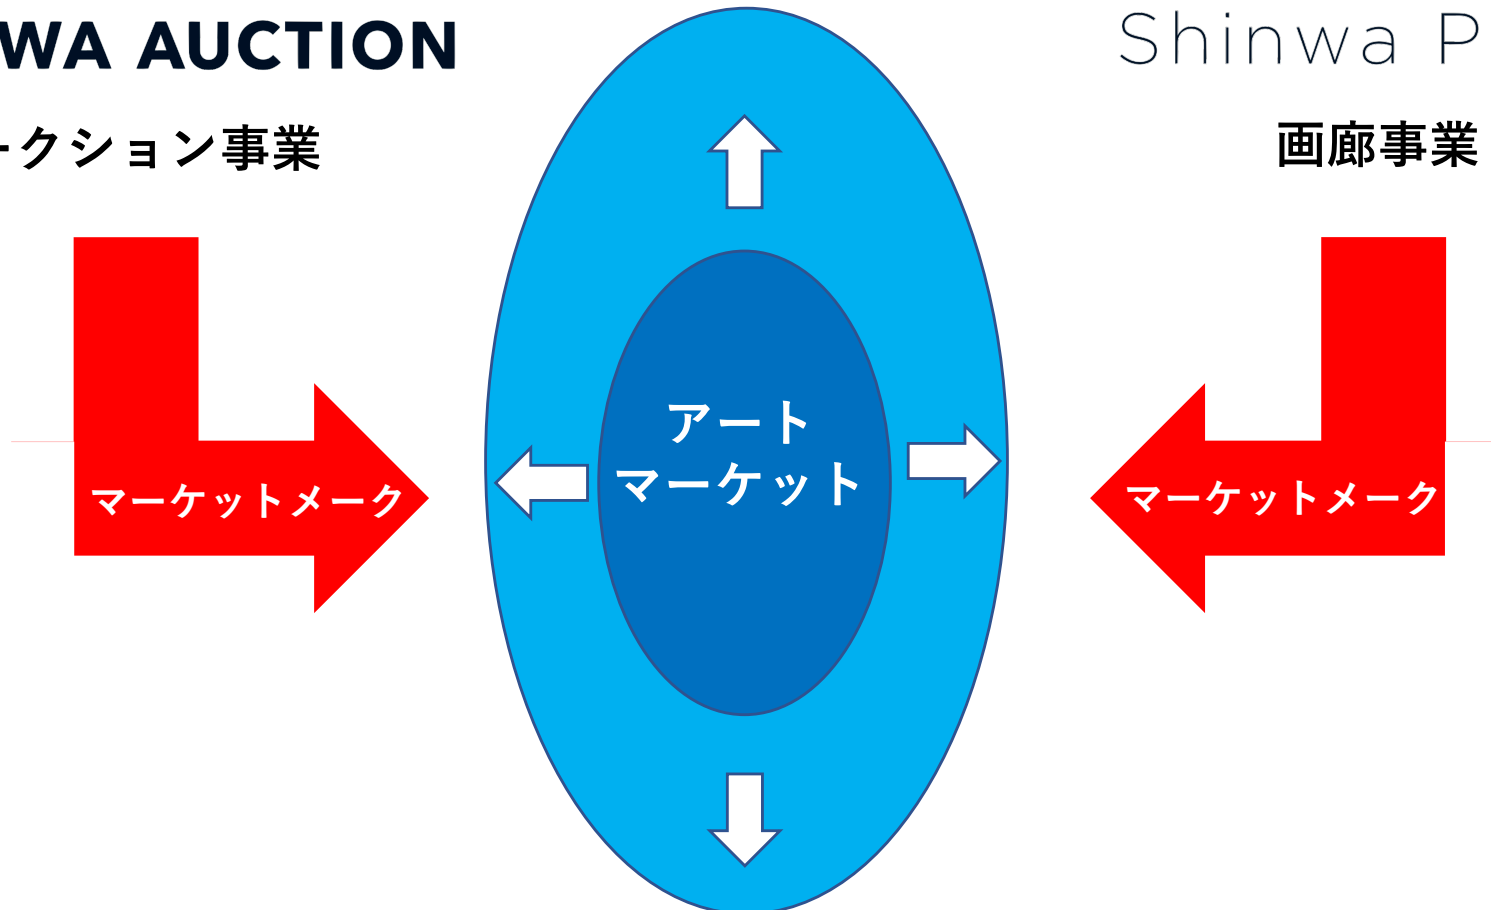 WA AUCTION
Shinwa P
ークション事業
画廊事業
アート
マーケット
マーケットメーク
マーケットメーク